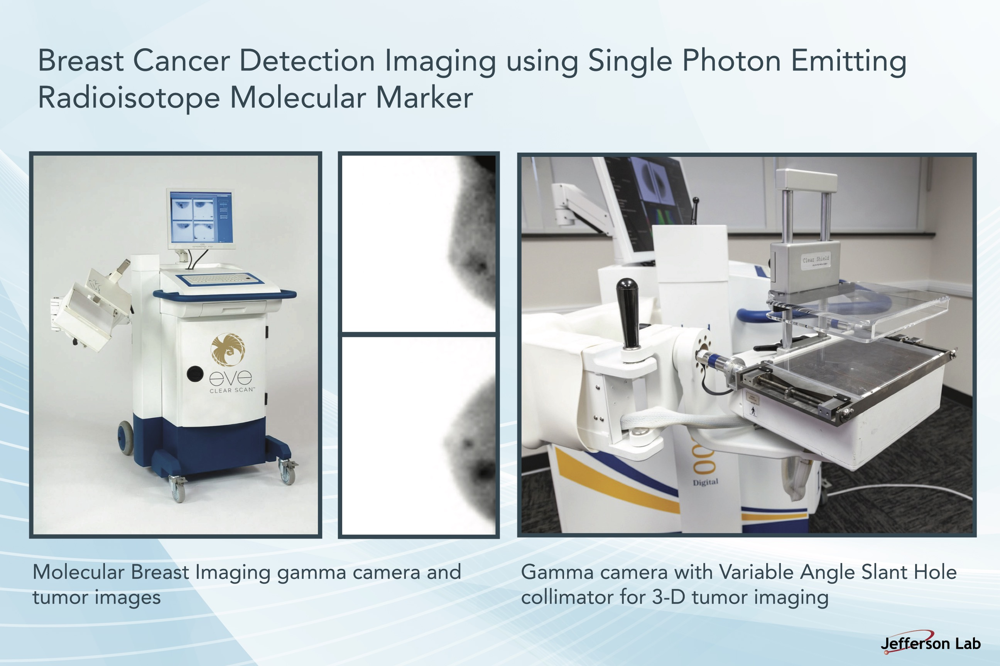 Breast Cancer Detection Imaging using Single Photon Emitting
Radioisotope Molecular Marker
eve
CLEAR SCAN™
Clear Shield
00
Digital
Molecular Breast Imaging gamma camera and
tumor images
Gamma camera with Variable Angle Slant Hole
collimator for 3-D tumor imaging
Jefferson Lab